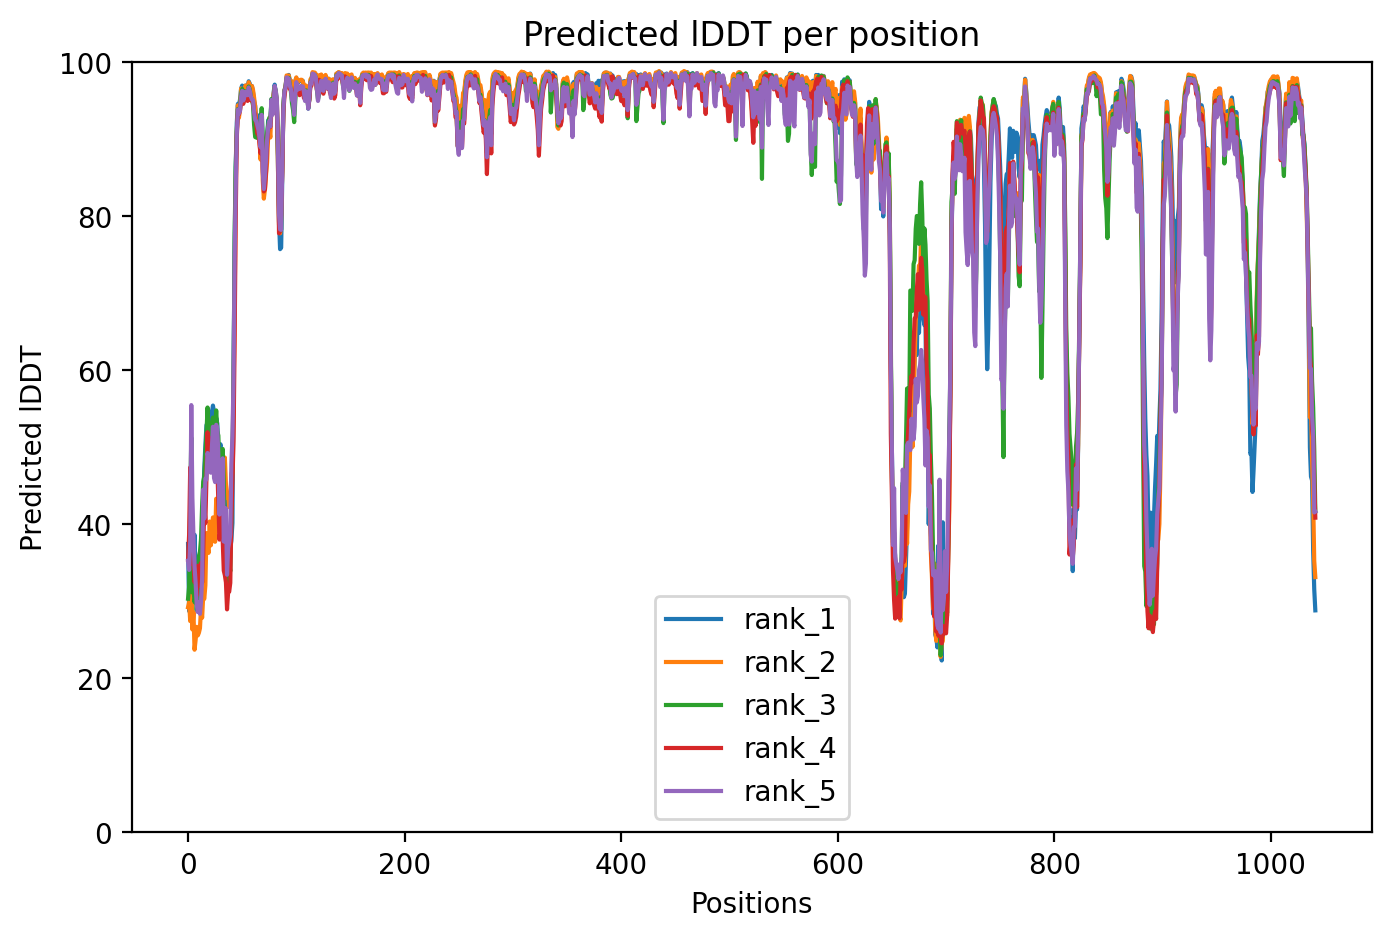 Predicted lDDT per position
Predicted lDDT
100
80
60
40
20
0
rank_1
rank_2
rank_3
rank_4
rank_5
0 200 400 600 800 1000
Positions